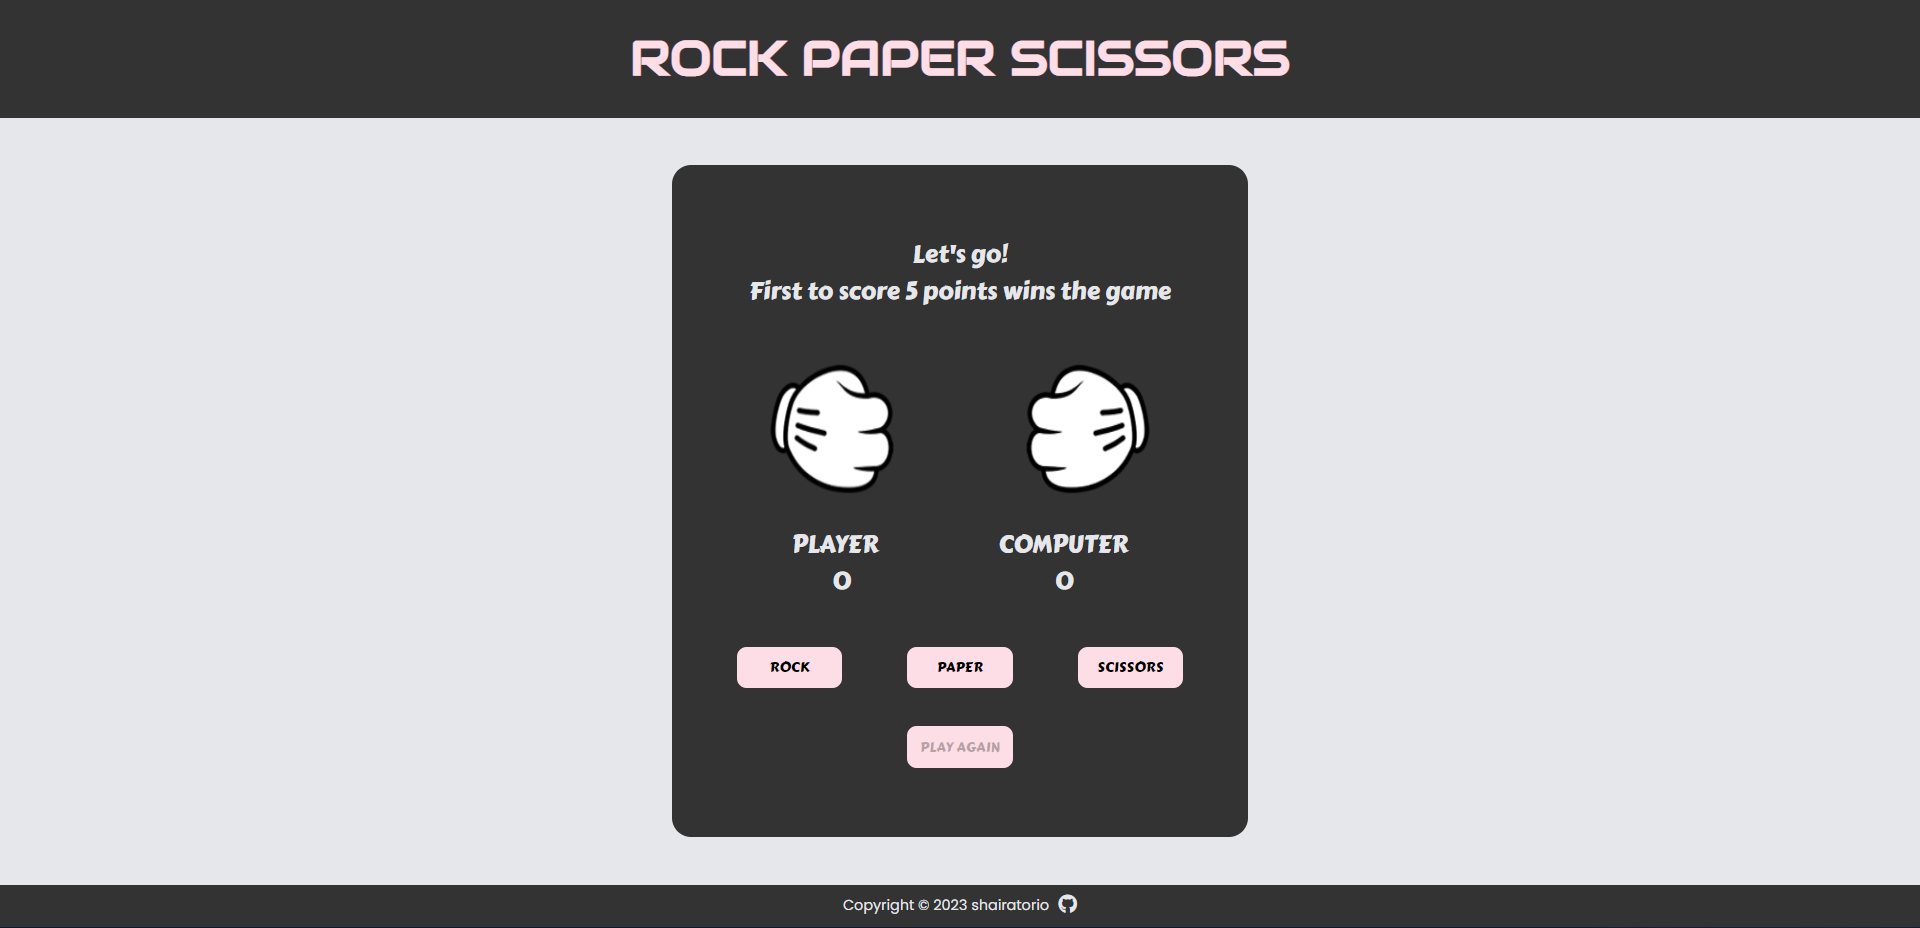 ROCK PAPER SCISSORS
Let's go!
First to score 5 points wins the game
PLAYER COMPUTER
0 0
ROCK PAPER SCISSORS
PLAY AGAIN
Copyright © 2023 shairatorio